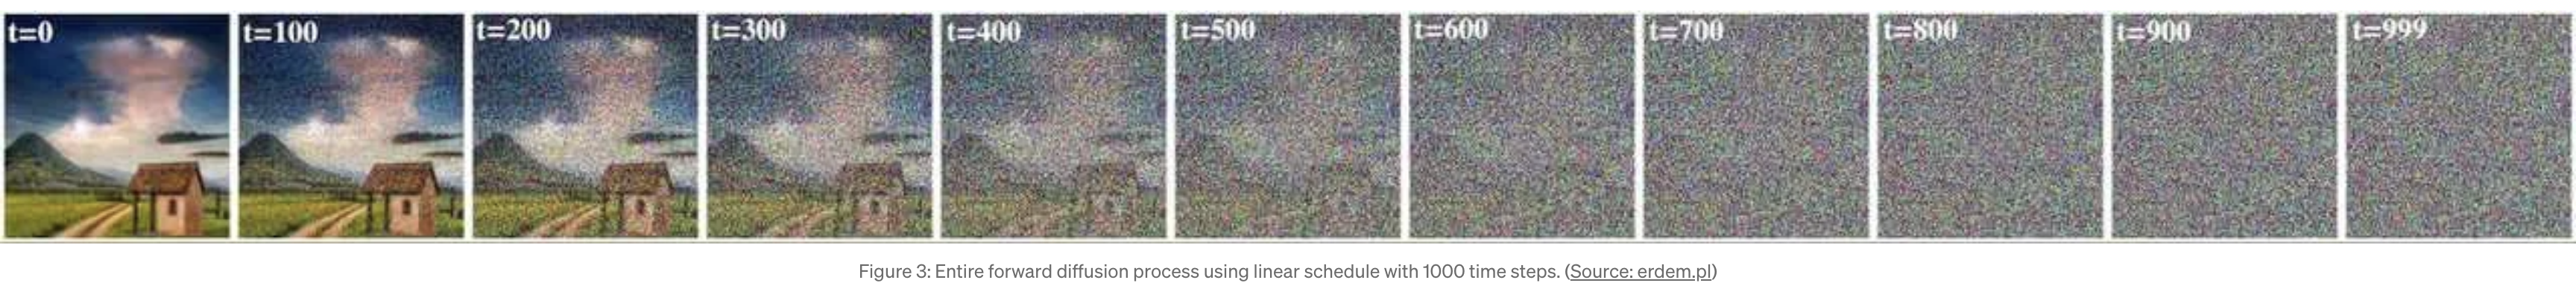 t=0 t=100 t=200 t=300 t=400 t=500 t=600 t=700 t=800 t=900 t=999
Figure 3: Entire forward diffusion process using linear schedule with 1000 time steps. (Source: erdem.pl)